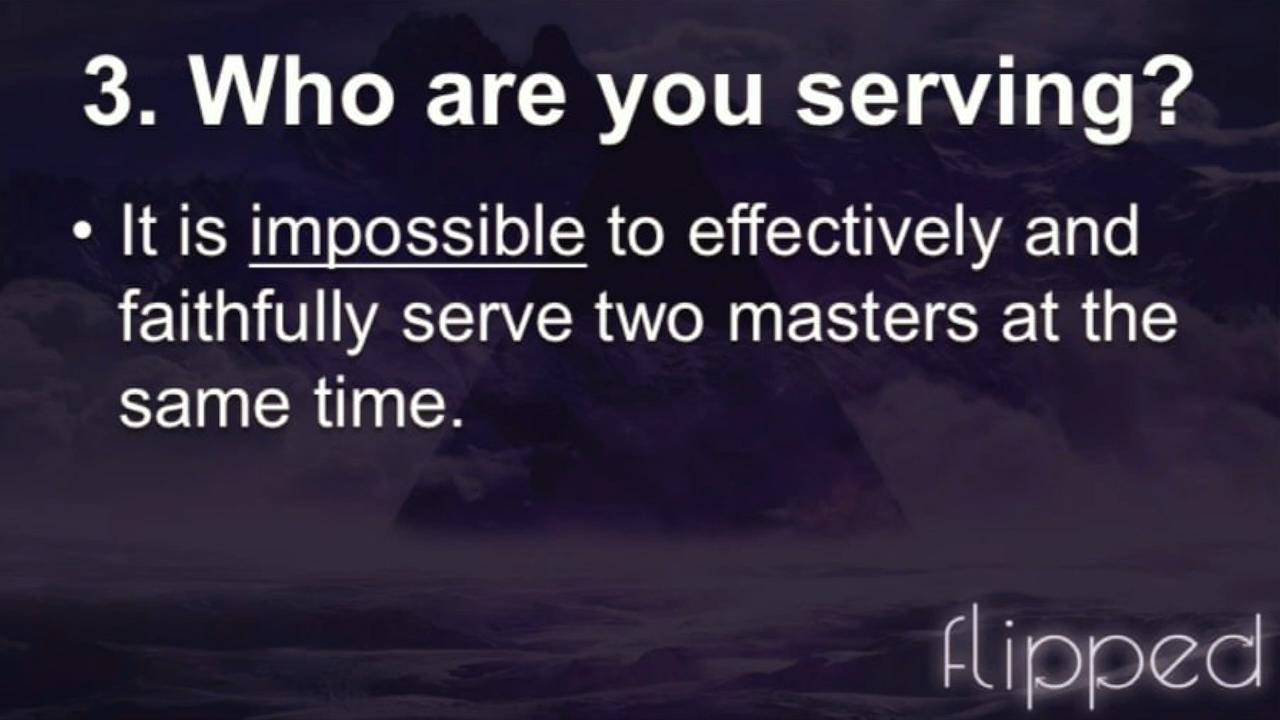 3. Who are you serving?
• It is impossible to effectively and
faithfully serve two masters at the
same time.
flipped